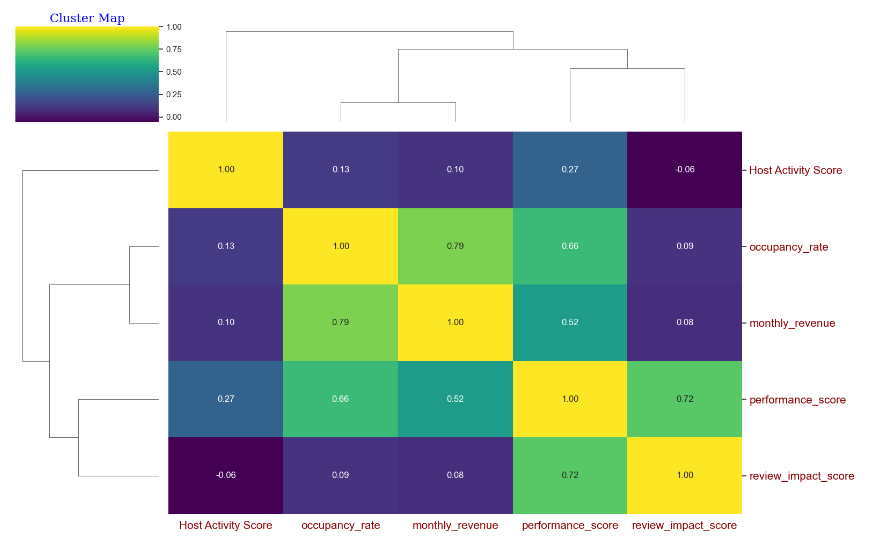 Cluster Map
1.00
0.75
0.50
0.25
0.00
1.00 0.13 0.10 0.27 -0.06 Host Activity Score
0.13 1.00 0.79 0.66 0.09 occupancy_rate
0.10 0.79 1.00 0.52 0.08 monthly_revenue
0.27 0.66 0.52 1.00 0.72 performance_score
-0.06 0.09 0.08 0.72 1.00 review_impact_score
Host Activity Score occupancy_rate monthly_revenue performance_score review_impact_score